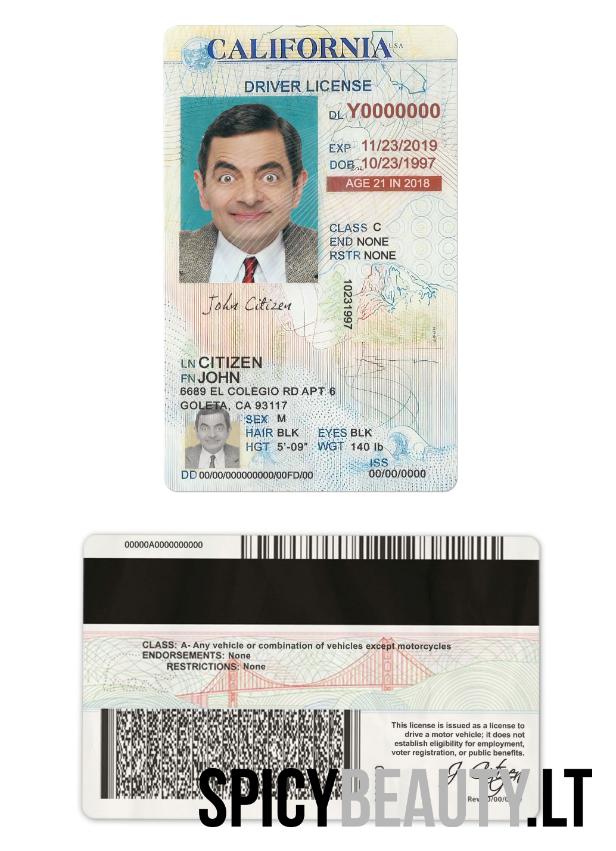 CALIFORNIA USA
DRIVER LICENSE
DL Y0000000
EXP 11/23/2019
DOB 10/23/1997
AGE 21 IN 2018
CLASS C
END NONE
RSTR NONE
10231997
John Citizen
LN CITIZEN
FN JOHN
6689 EL COLEGIO RD APT 6
GOLETA, CA 93117
SEX M
HAIR BLK EYES BLK
HGT 5'-09" WGT 140 lb
ISS
DD 00/00/000000000/00FD/00 00/00/0000
00000A0000000000
CLASS: A- Any vehicle or combination of vehicles except motorcycles
ENDORSEMENTS: None
RESTRICTIONS: None
This license is issued as a license to
drive a motor vehicle; it does not
establish eligibility for employment,
voter registration, or public benefits.
SPICYBEAUTY.LT